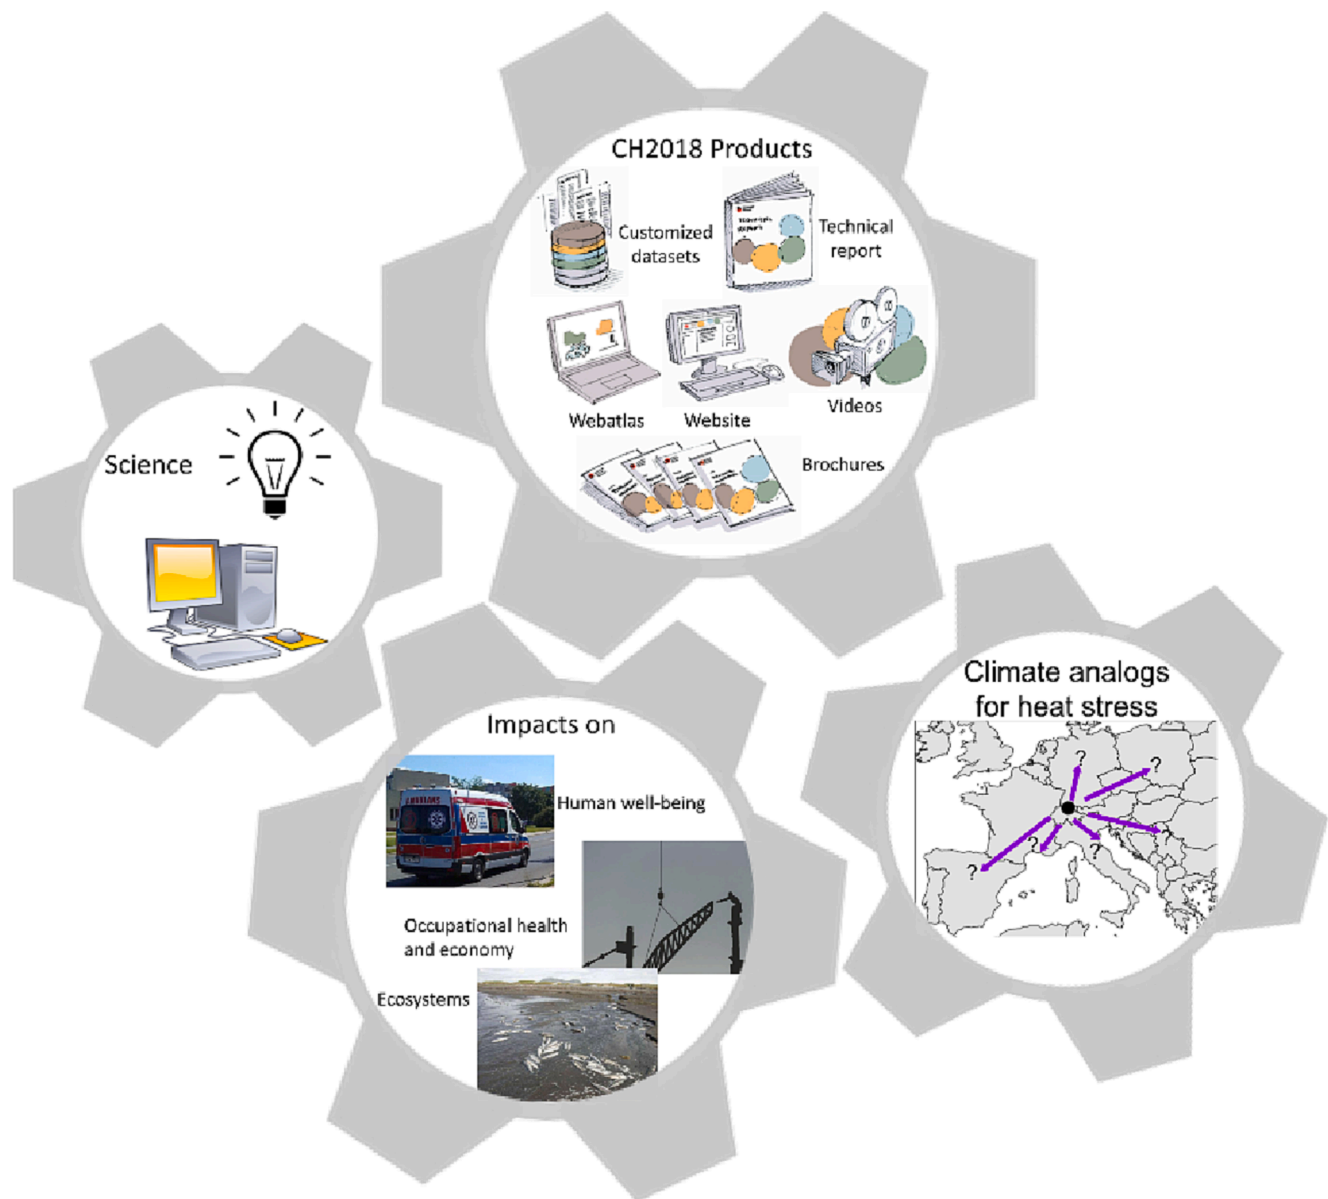 CH2018 Products
Customized
datasets
Technical
report
Webatlas
Website
Videos
Brochures
Science
Impacts on
Human well-being
Occupational health
and economy
Ecosystems
Climate analogs
for heat stress
?
?
?
?
?